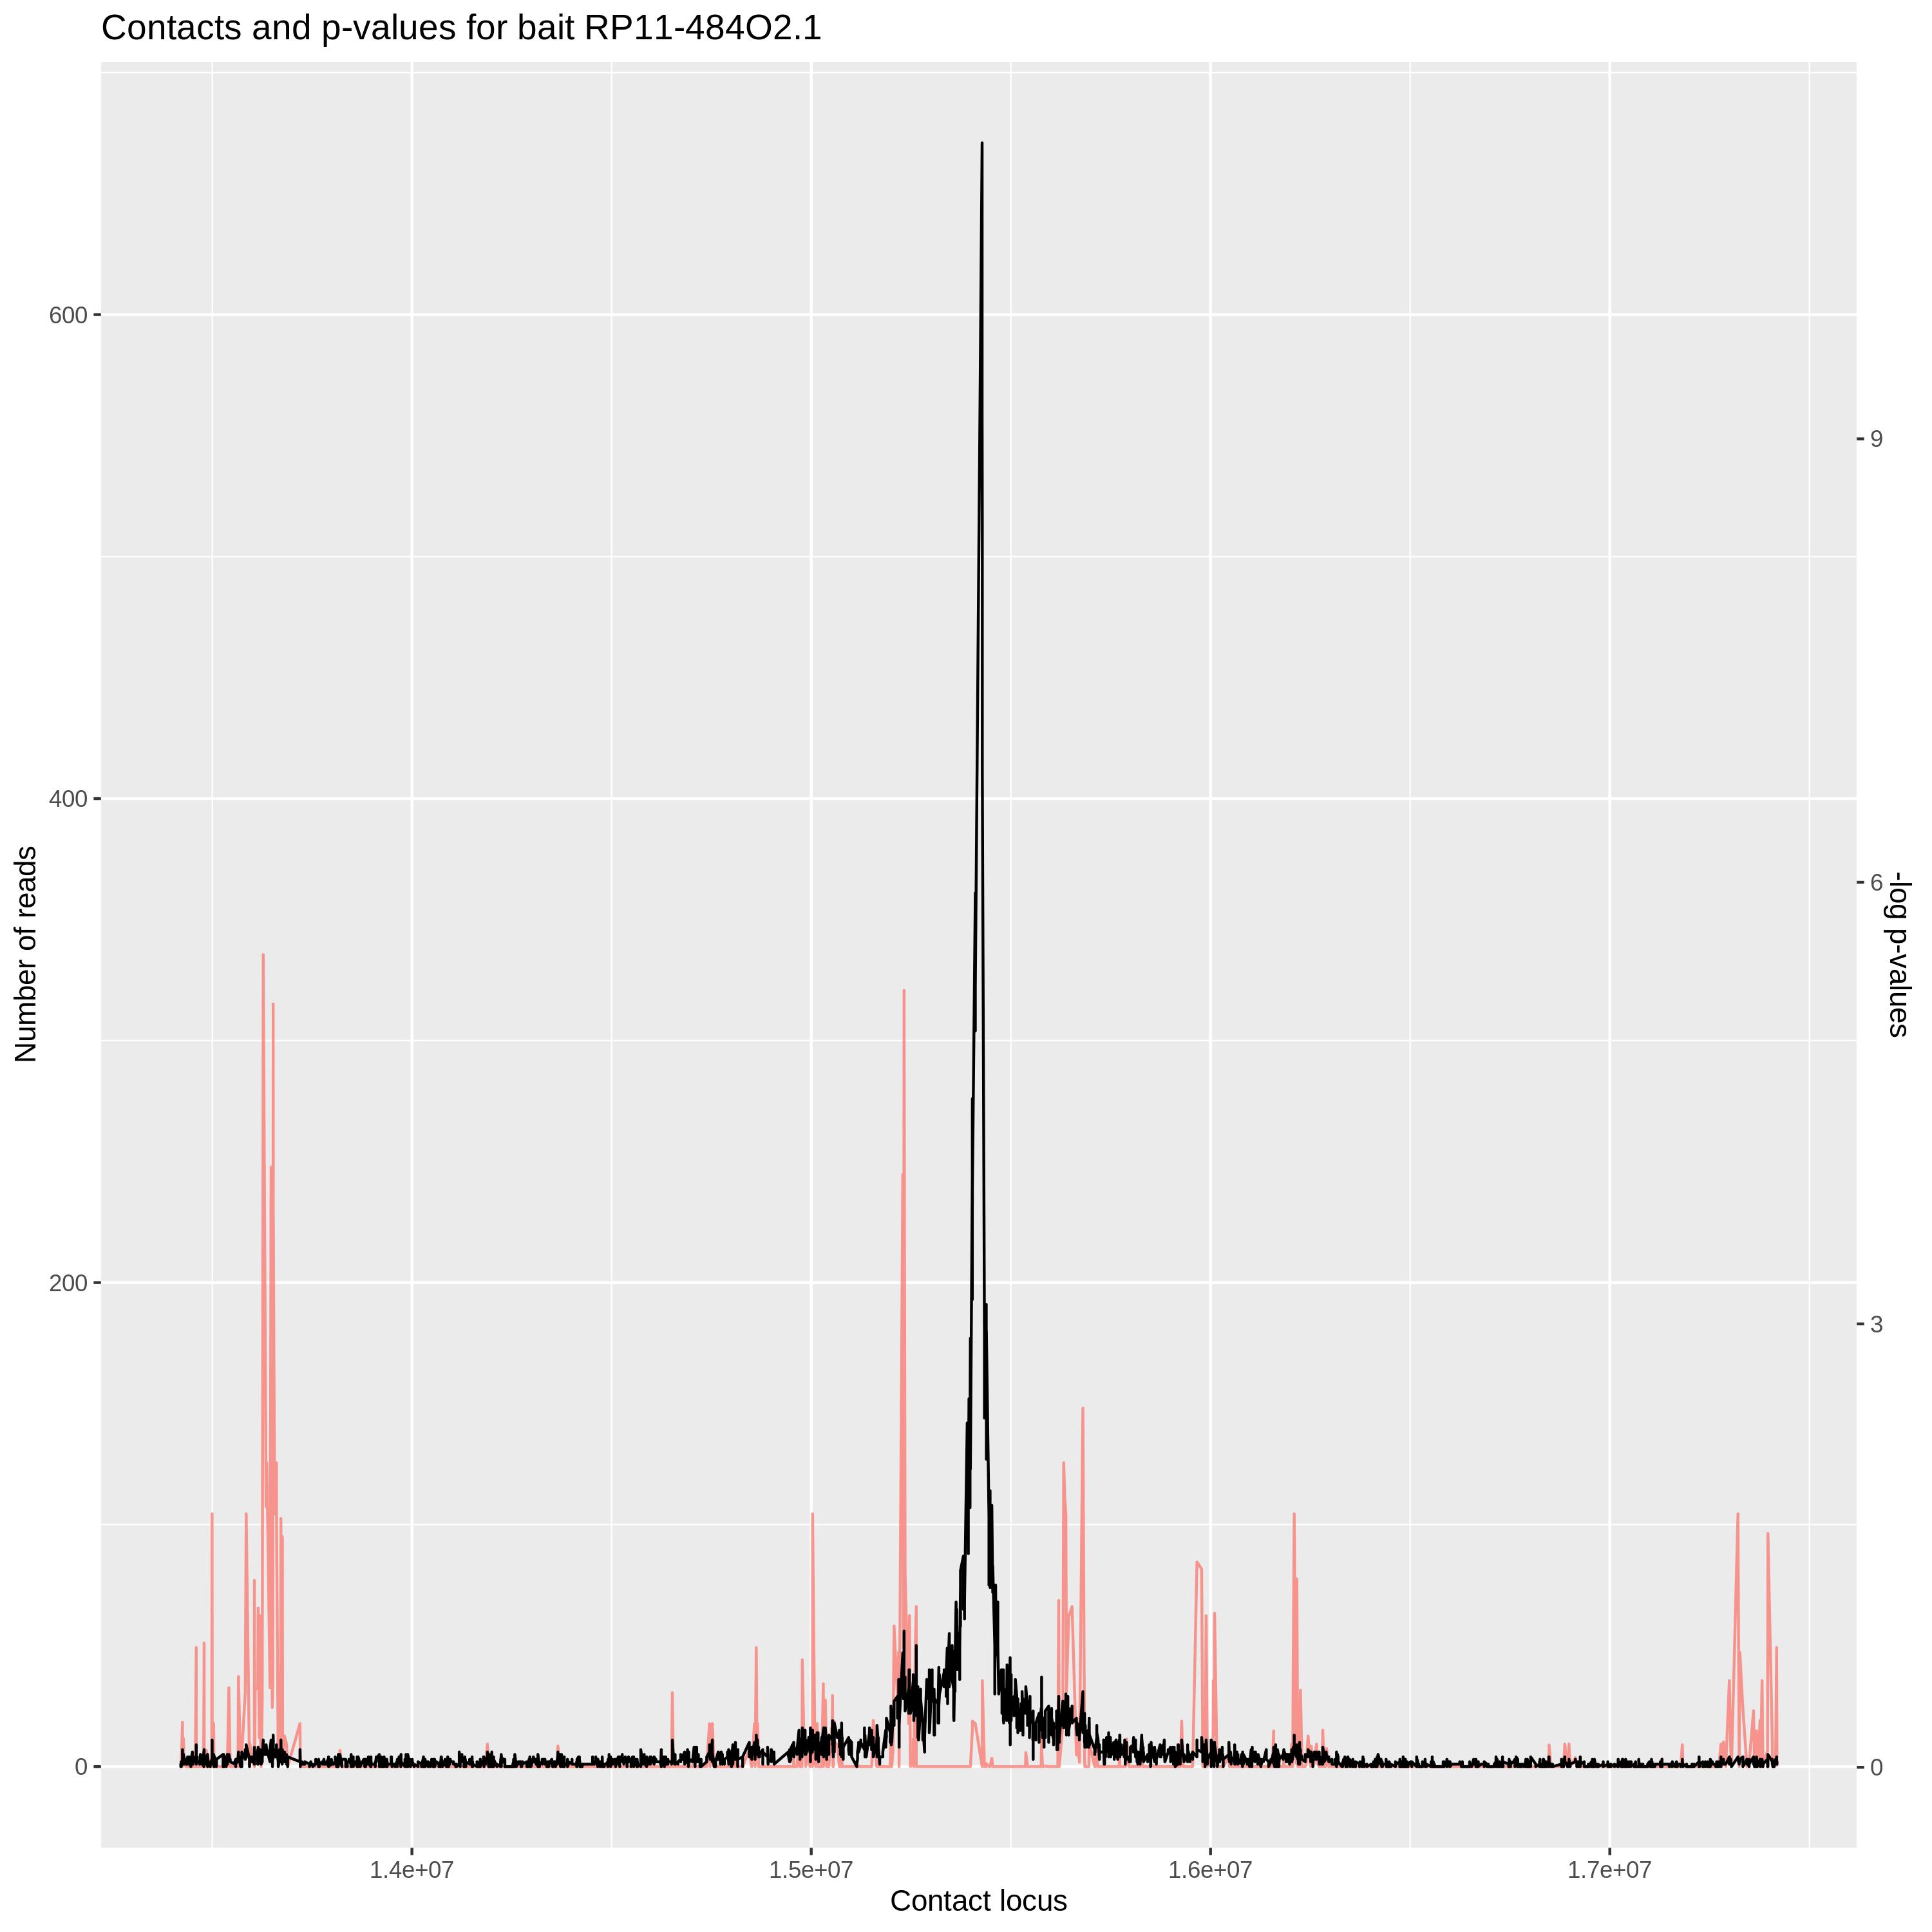 Contacts and p-values for bait RP11-484O2.1
600
400
200
0
Number of reads
9
6
3
0
-log p-values
1.4e+07
1.5e+07
1.6e+07
1.7e+07
Contact locus